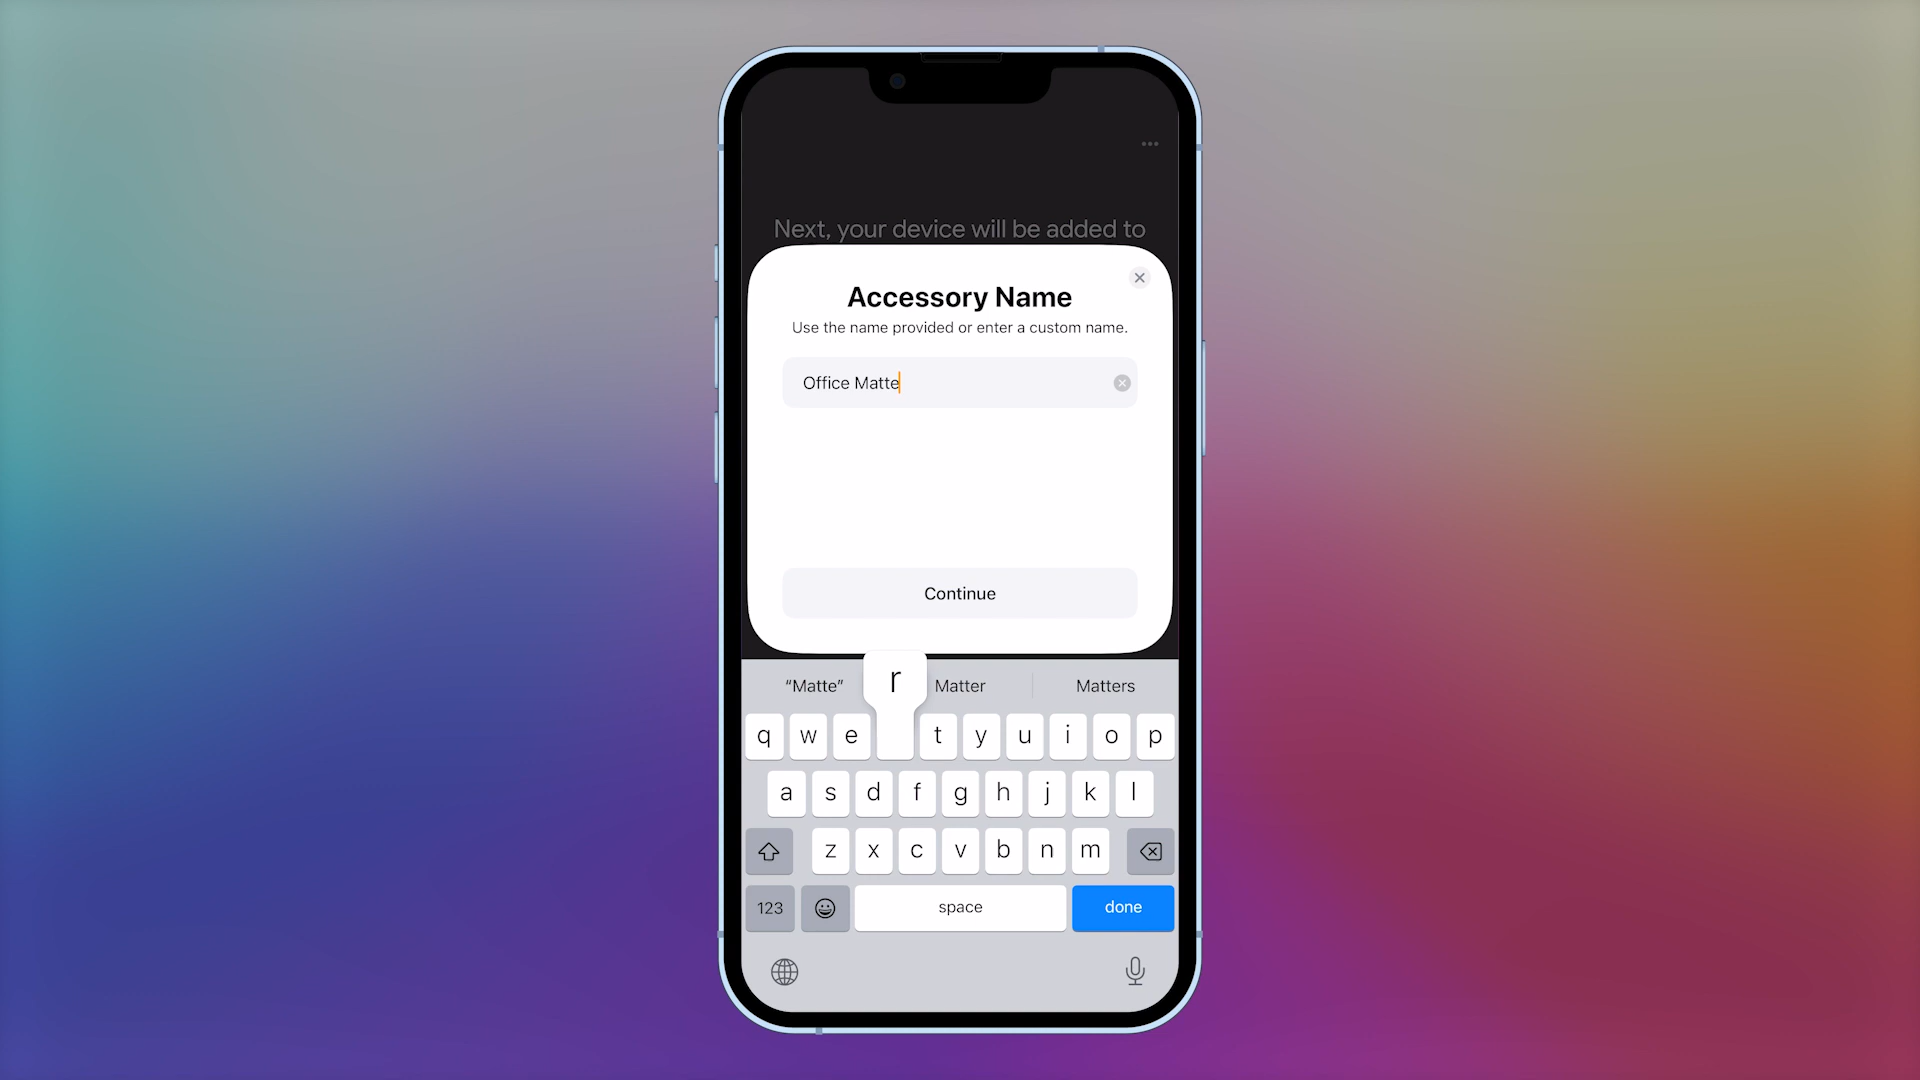 Next, your device will be added to
Accessory Name
Use the name provided or enter a custom name.
Office Matte
Continue
“Matte” Matter Matters
r
q w e t y u i o p
a s d f g h j k l
z x c v b n m
123 space done